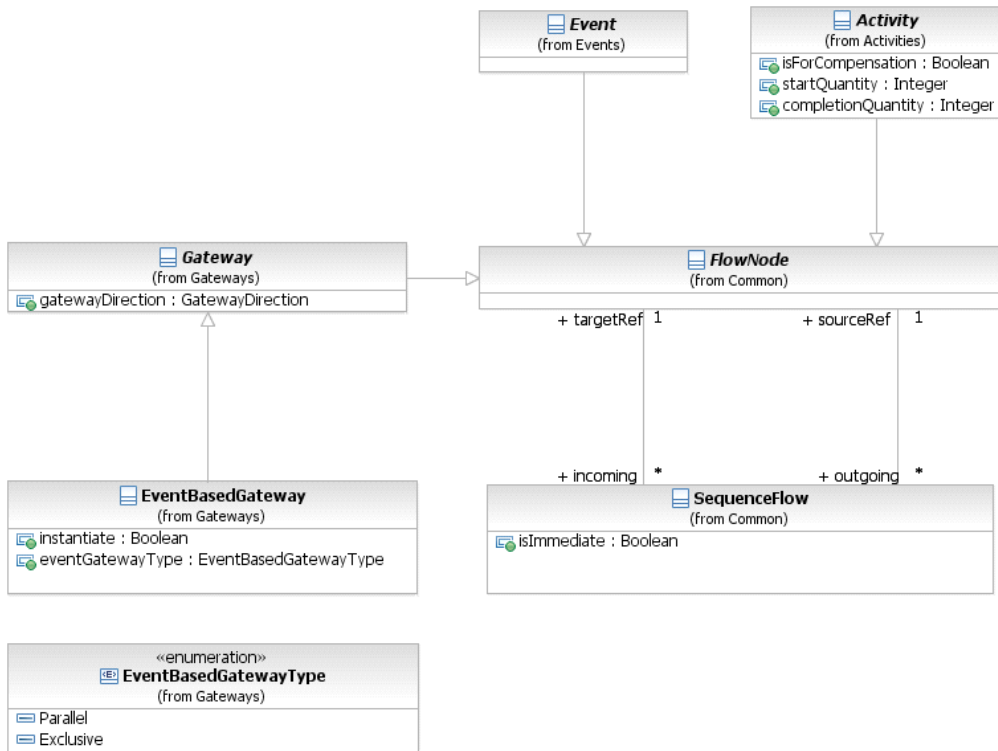 Event
(from Events)
Activity
(from Activities)
isForCompensation : Boolean
startQuantity : Integer
completionQuantity : Integer
Gateway
(from Gateways)
gatewayDirection : GatewayDirection
FlowNode
(from Common)
+ targetRef 1
+ sourceRef 1
+ incoming *
+ outgoing *
EventBasedGateway
(from Gateways)
instantiate : Boolean
eventGatewayType : EventBasedGatewayType
SequenceFlow
(from Common)
isImmediate : Boolean
«enumeration»
EventBasedGatewayType
(from Gateways)
Parallel
Exclusive